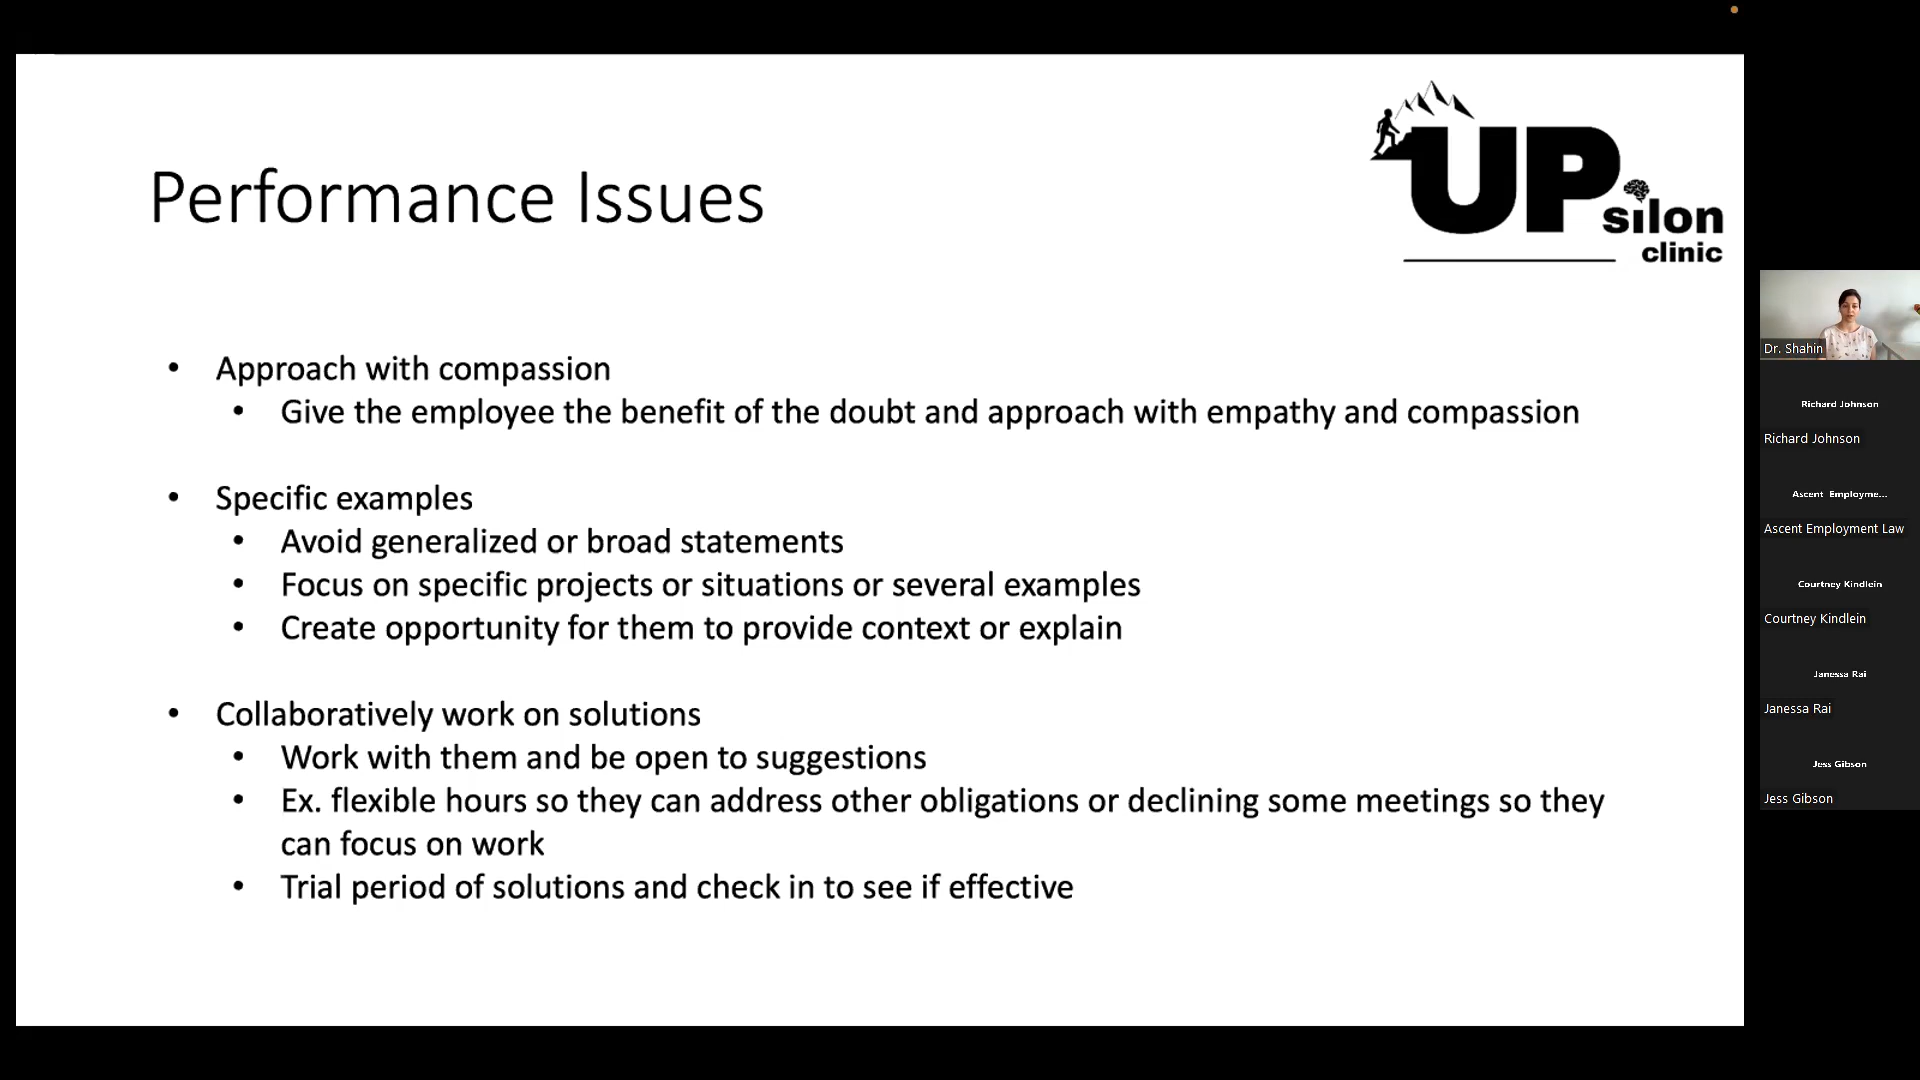 Performance Issues
UPsilon
clinic
• Approach with compassion
• Give the employee the benefit of the doubt and approach with empathy and compassion
• Specific examples
• Avoid generalized or broad statements
• Focus on specific projects or situations or several examples
• Create opportunity for them to provide context or explain
• Collaboratively work on solutions
• Work with them and be open to suggestions
• Ex. flexible hours so they can address other obligations or declining some meetings so they
can focus on work
• Trial period of solutions and check in to see if effective
Dr. Shahin
Richard Johnson
Richard Johnson
Ascent Employme...
Ascent Employment Law
Courtney Kindlein
Courtney Kindlein
Janessa Rai
Janessa Rai
Jess Gibson
Jess Gibson